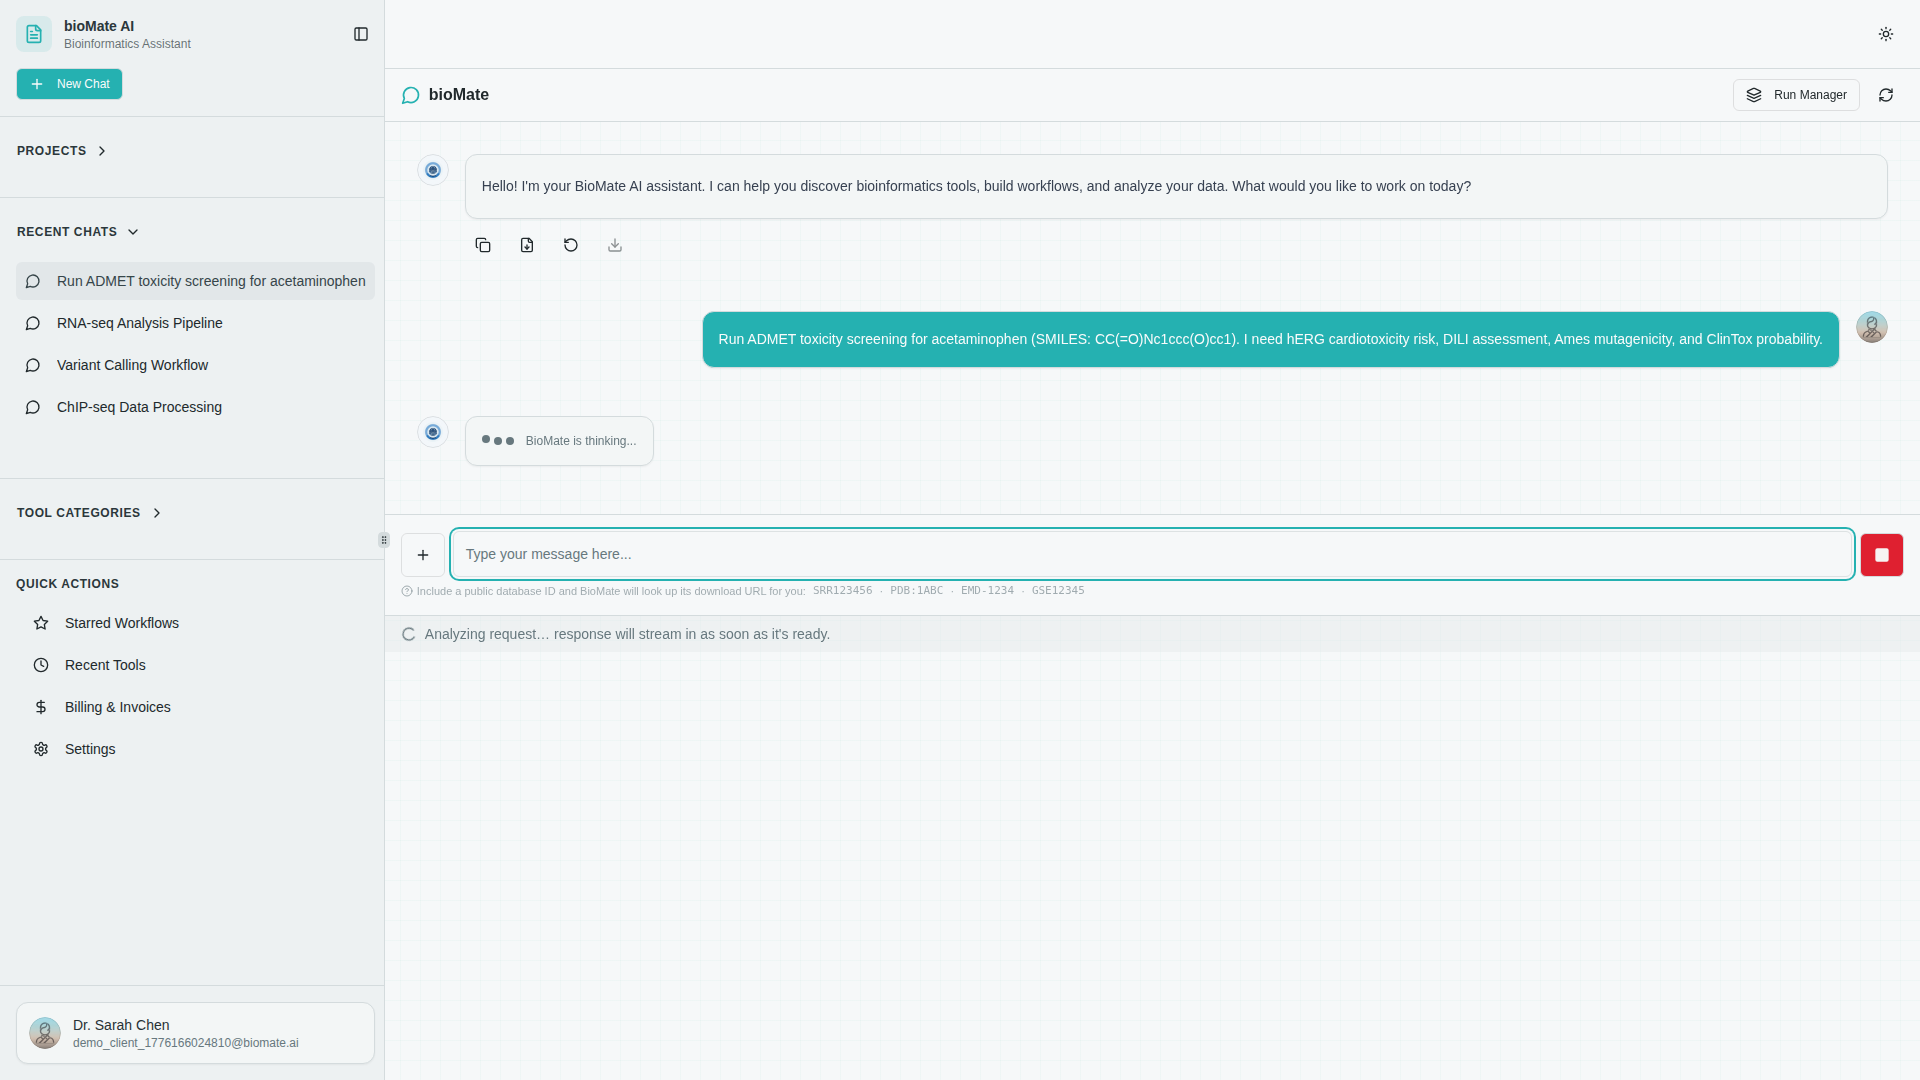 bioMate AI
Bioinformatics Assistant
New Chat
PROJECTS
RECENT CHATS
Run ADMET toxicity screening for acetaminophen
RNA-seq Analysis Pipeline
Variant Calling Workflow
ChIP-seq Data Processing
TOOL CATEGORIES
QUICK ACTIONS
Starred Workflows
Recent Tools
Billing & Invoices
Settings
Dr. Sarah Chen
demo_client_1776166024810@biomate.ai
bioMate
Run Manager
Hello! I'm your BioMate AI assistant. I can help you discover bioinformatics tools, build workflows, and analyze your data. What would you like to work on today?
Run ADMET toxicity screening for acetaminophen (SMILES: CC(=O)Nc1ccc(O)cc1). I need hERG cardiotoxicity risk, DILI assessment, Ames mutagenicity, and ClinTox probability.
BioMate is thinking...
Type your message here...
Include a public database ID and BioMate will look up its download URL for you: SRR123456 · PDB:1ABC · EMD-1234 · GSE12345
Analyzing request… response will stream in as soon as it's ready.